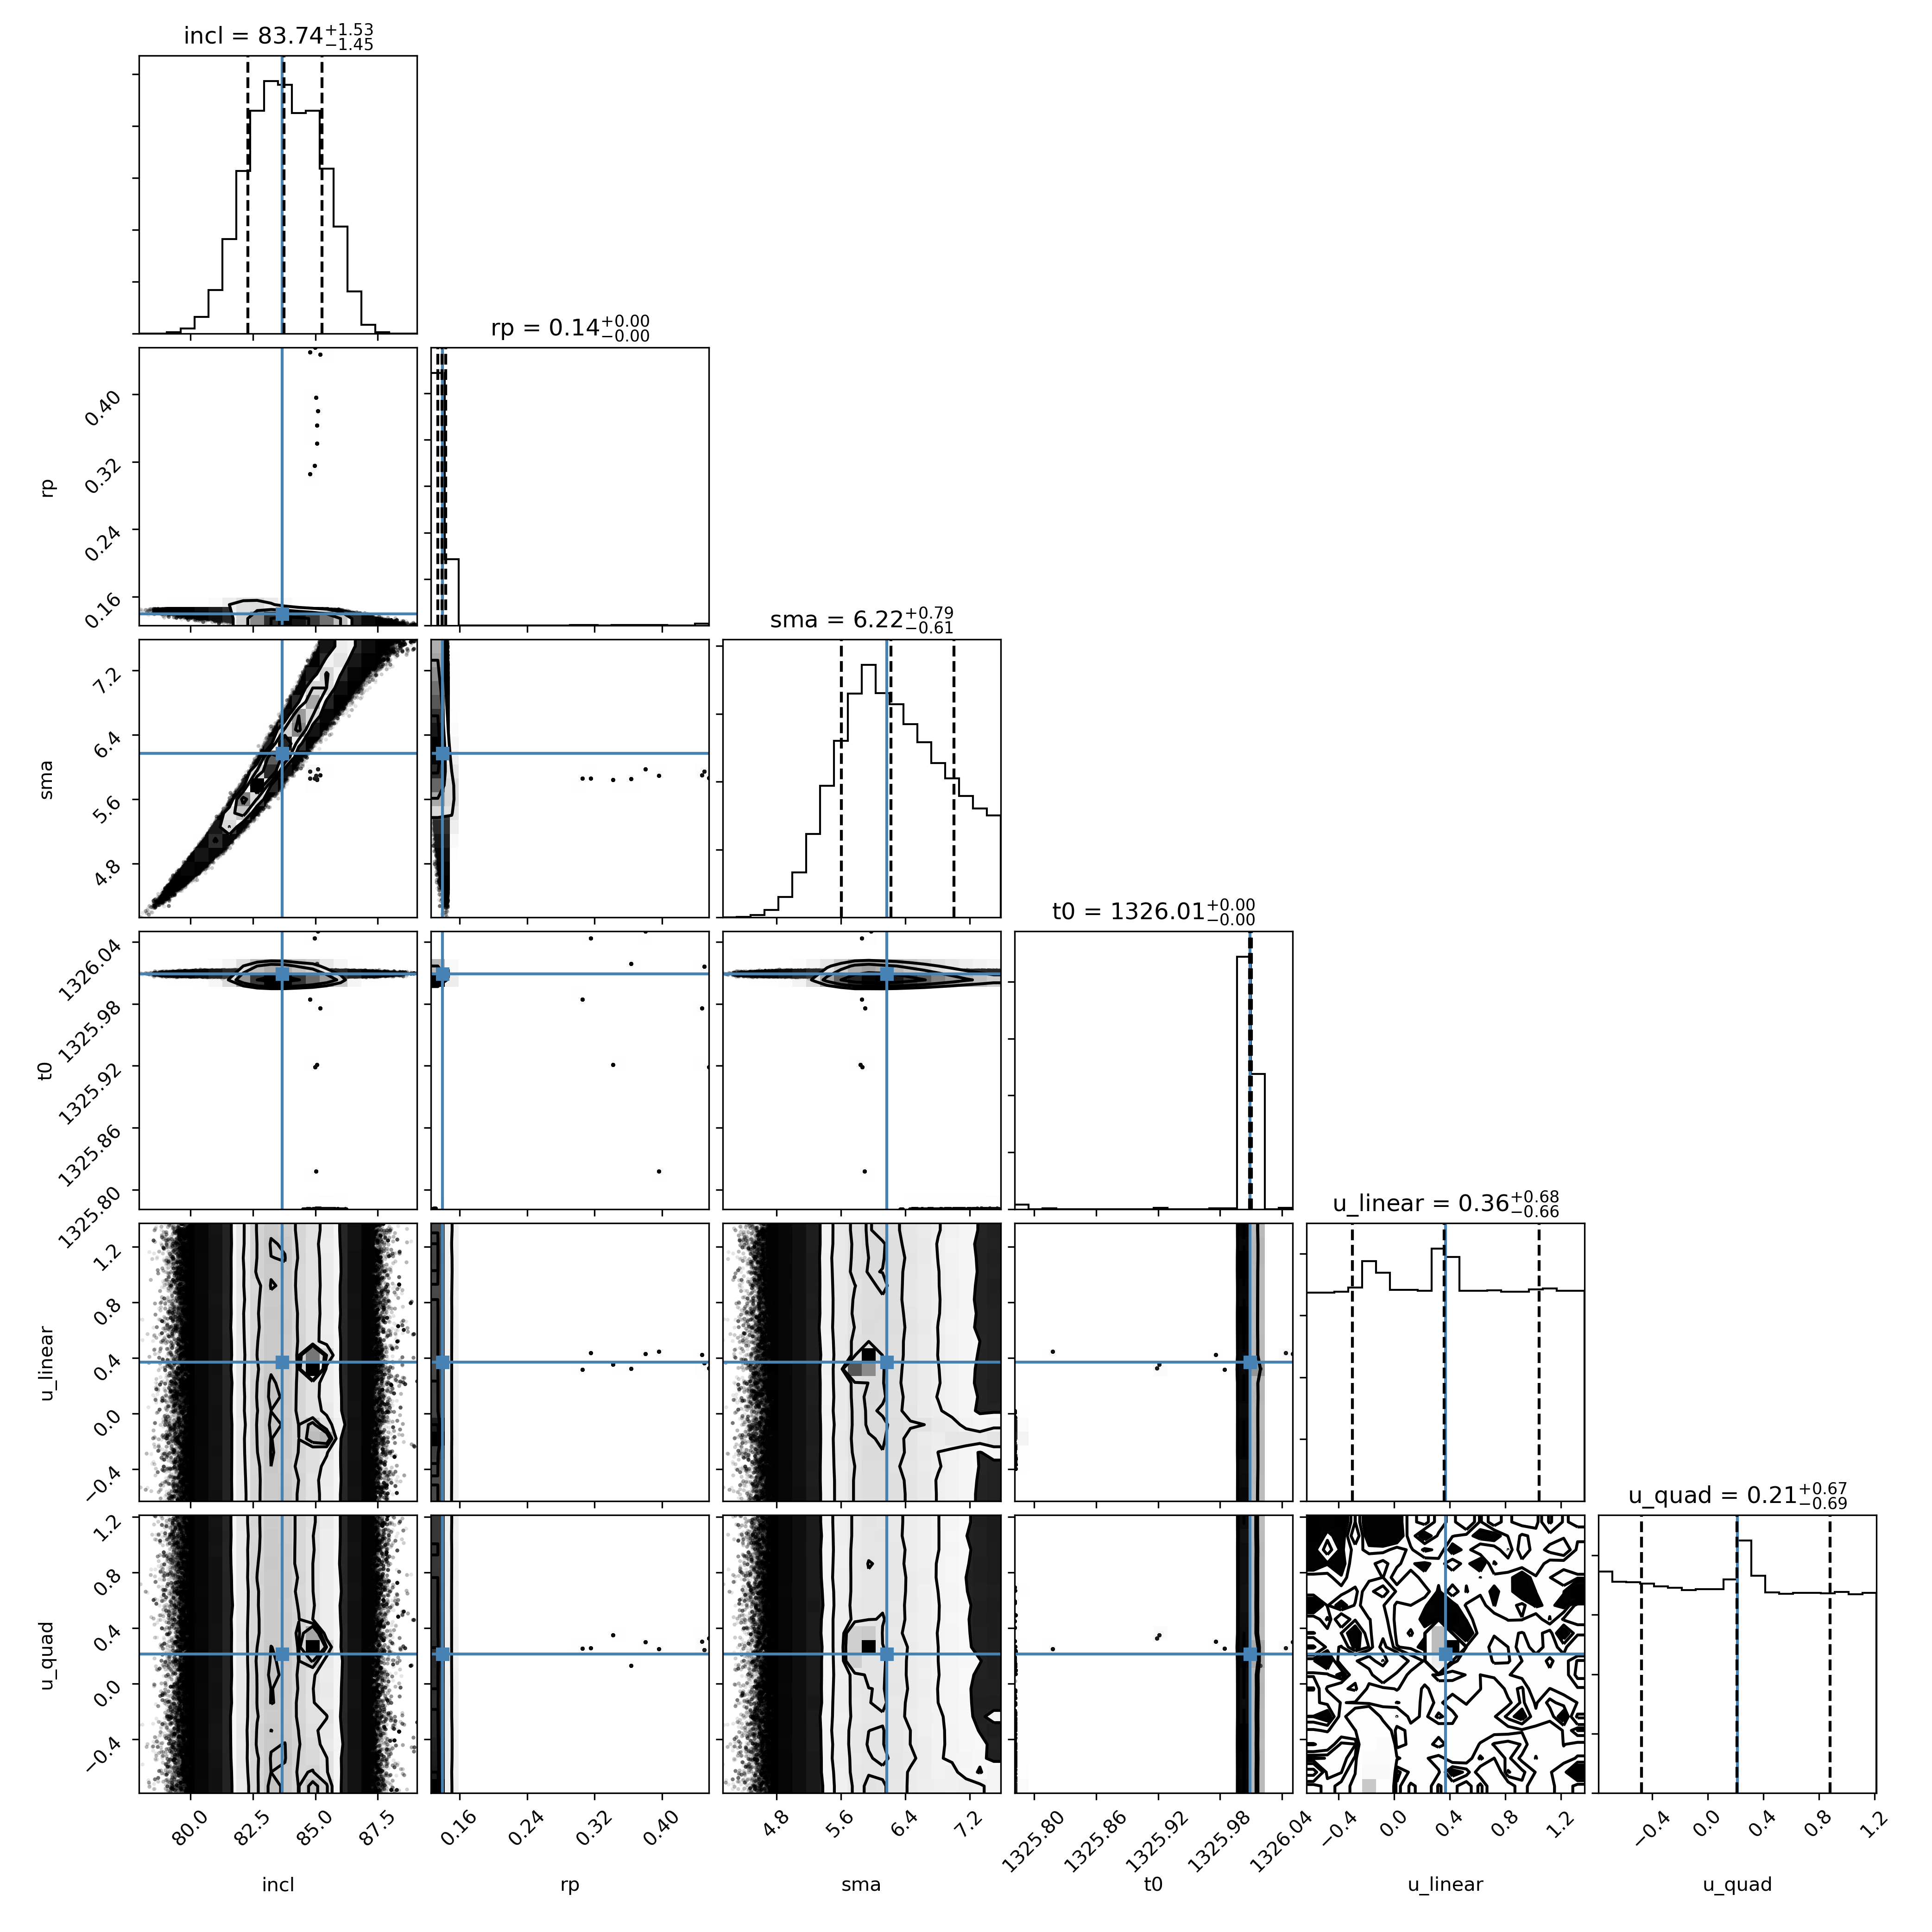 incl = 83.74+1.53 −1.45
rp = 0.14+0.00 −0.00
0.40
0.32
0.24
0.16
rp
sma = 6.22+0.79 −0.61
7.2
6.4
5.6
4.8
sma
t0 = 1326.01+0.00 −0.00
1326.04
1325.98
1325.92
1325.86
1325.80
t0
u_linear = 0.36+0.68 −0.66
1.2
0.8
0.4
0.0
−0.4
u_linear
u_quad = 0.21+0.67 −0.69
1.2
0.8
0.4
0.0
−0.4
u_quad
80.0 82.5 85.0 87.5 0.16 0.24 0.32 0.40 4.8 5.6 6.4 7.2 1325.80 1325.86 1325.92 1325.98 1326.04 −0.4 0.0 0.4 0.8 1.2 −0.4 0.0 0.4 0.8 1.2
incl rp sma t0 u_linear u_quad